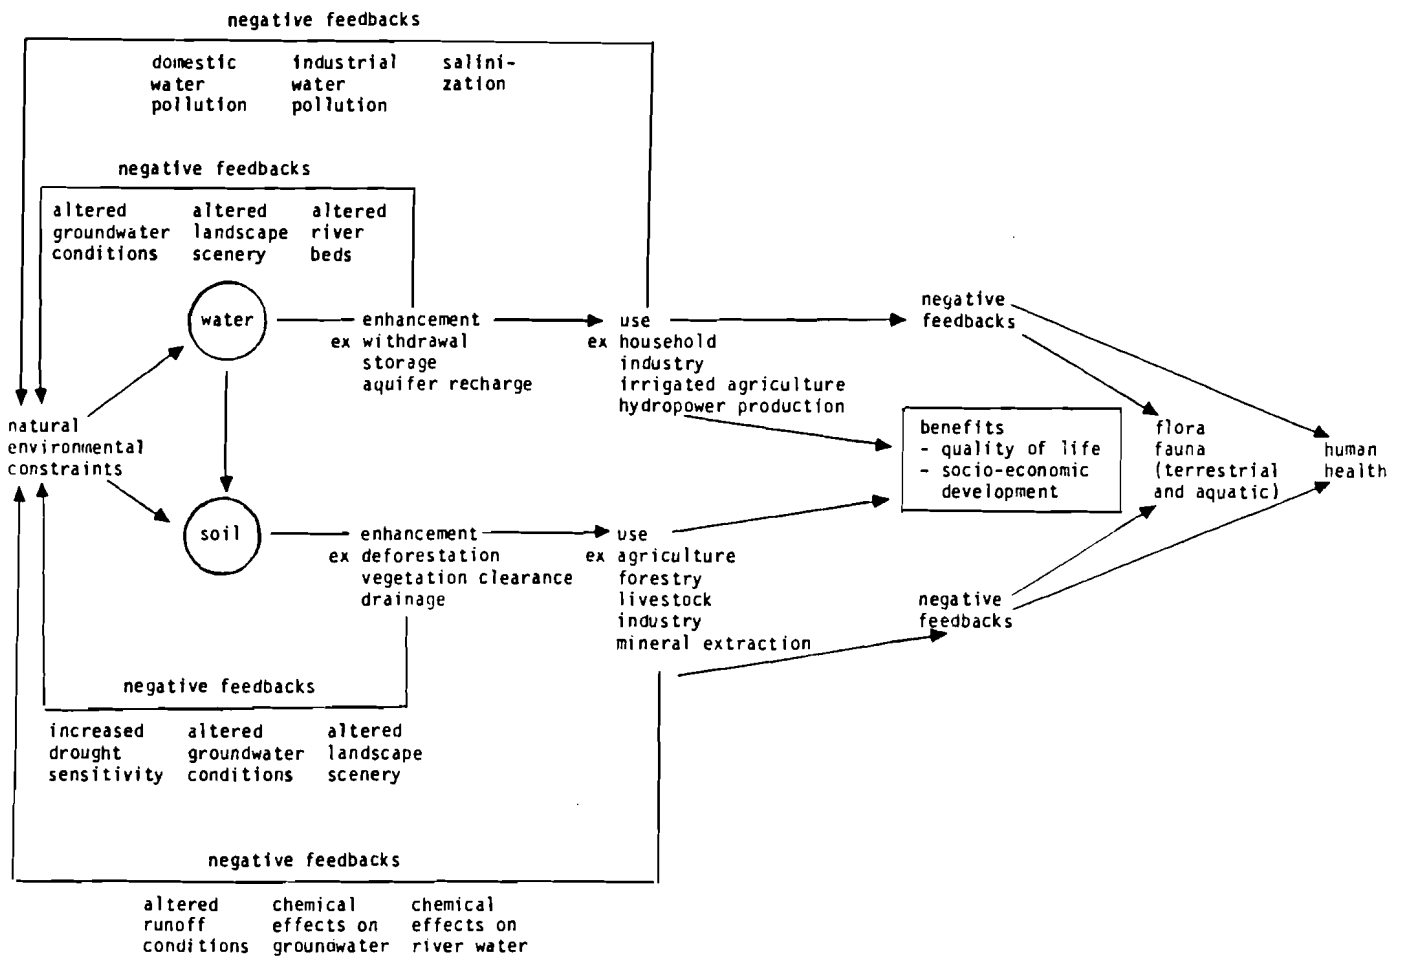 negative feedbacks
domestic industrial salini-
water water zation
pollution pollution
negative feedbacks
altered altered altered
groundwater landscape river
conditions scenery beds
water
enhancement
ex withdrawal
storage
aquifer recharge
use
ex household
industry
irrigated agriculture
hydropower production
negative
feedbacks
natural
environmental
constraints
benefits
- quality of life
- socio-economic
development
flora
fauna
(terrestrial
and aquatic)
human
health
soil
enhancement
ex deforestation
vegetation clearance
drainage
use
ex agriculture
forestry
livestock
industry
mineral extraction
negative
feedbacks
negative feedbacks
increased altered altered
drought groundwater landscape
sensitivity conditions scenery
negative feedbacks
altered chemical chemical
runoff effects on effects on
conditions groundwater river water